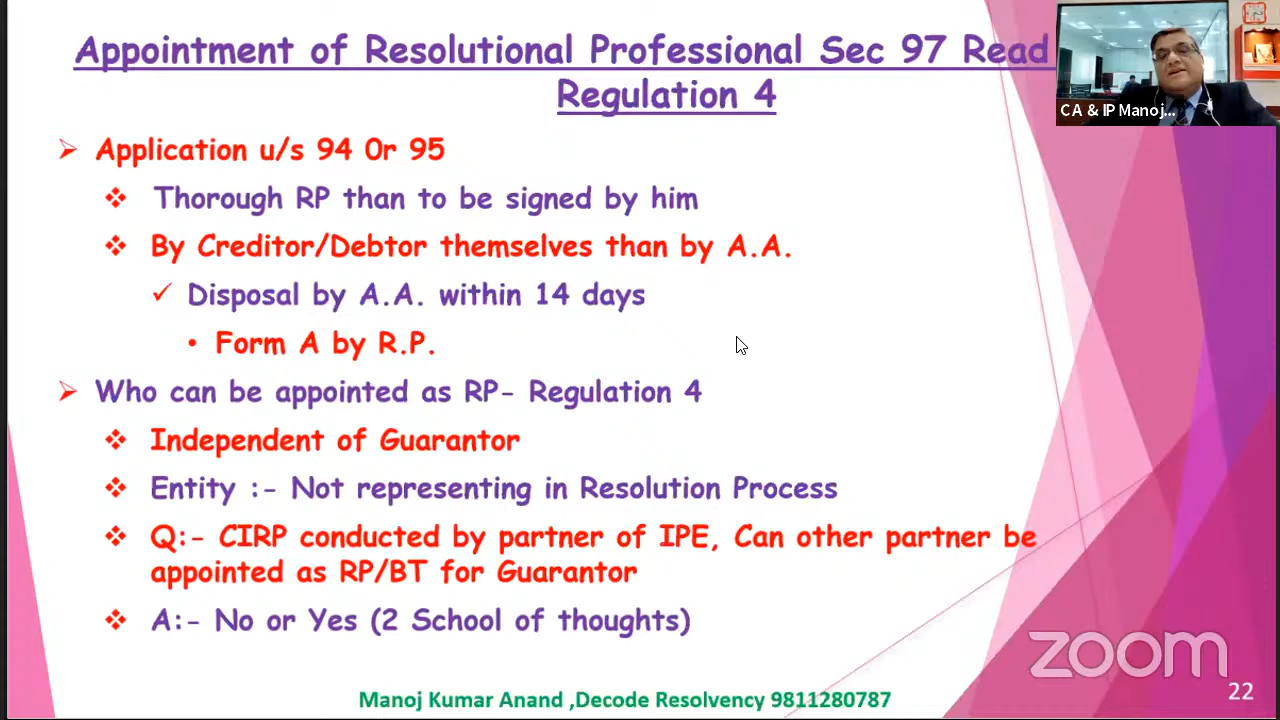 Appointment of Resolutional Professional Sec 97 Read
Regulation 4
Application u/s 94 0r 95
Thorough RP than to be signed by him
By Creditor/Debtor themselves than by A.A.
Disposal by A.A. within 14 days
Form A by R.P.
Who can be appointed as RP- Regulation 4
Independent of Guarantor
Entity :- Not representing in Resolution Process
Q:- CIRP conducted by partner of IPE, Can other partner be
appointed as RP/BT for Guarantor
A:- No or Yes (2 School of thoughts)
Manoj Kumar Anand ,Decode Resolvency 9811280787
CA & IP Manoj...
zoom
22